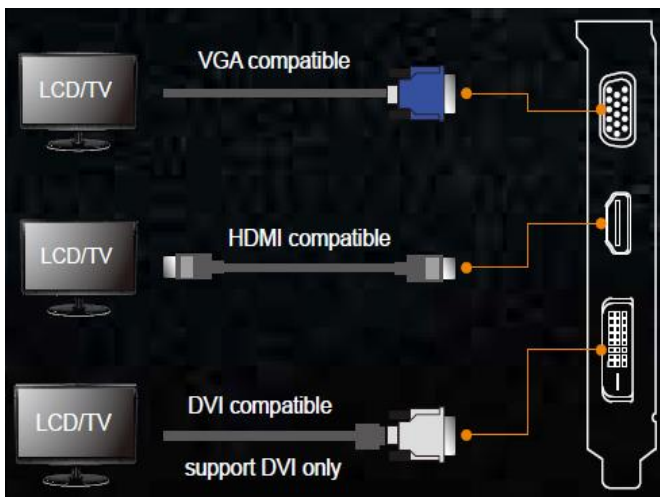 VGA compatible
LCD/TV
HDMI compatible
LCD/TV
DVI compatible
LCD/TV
support DVI only